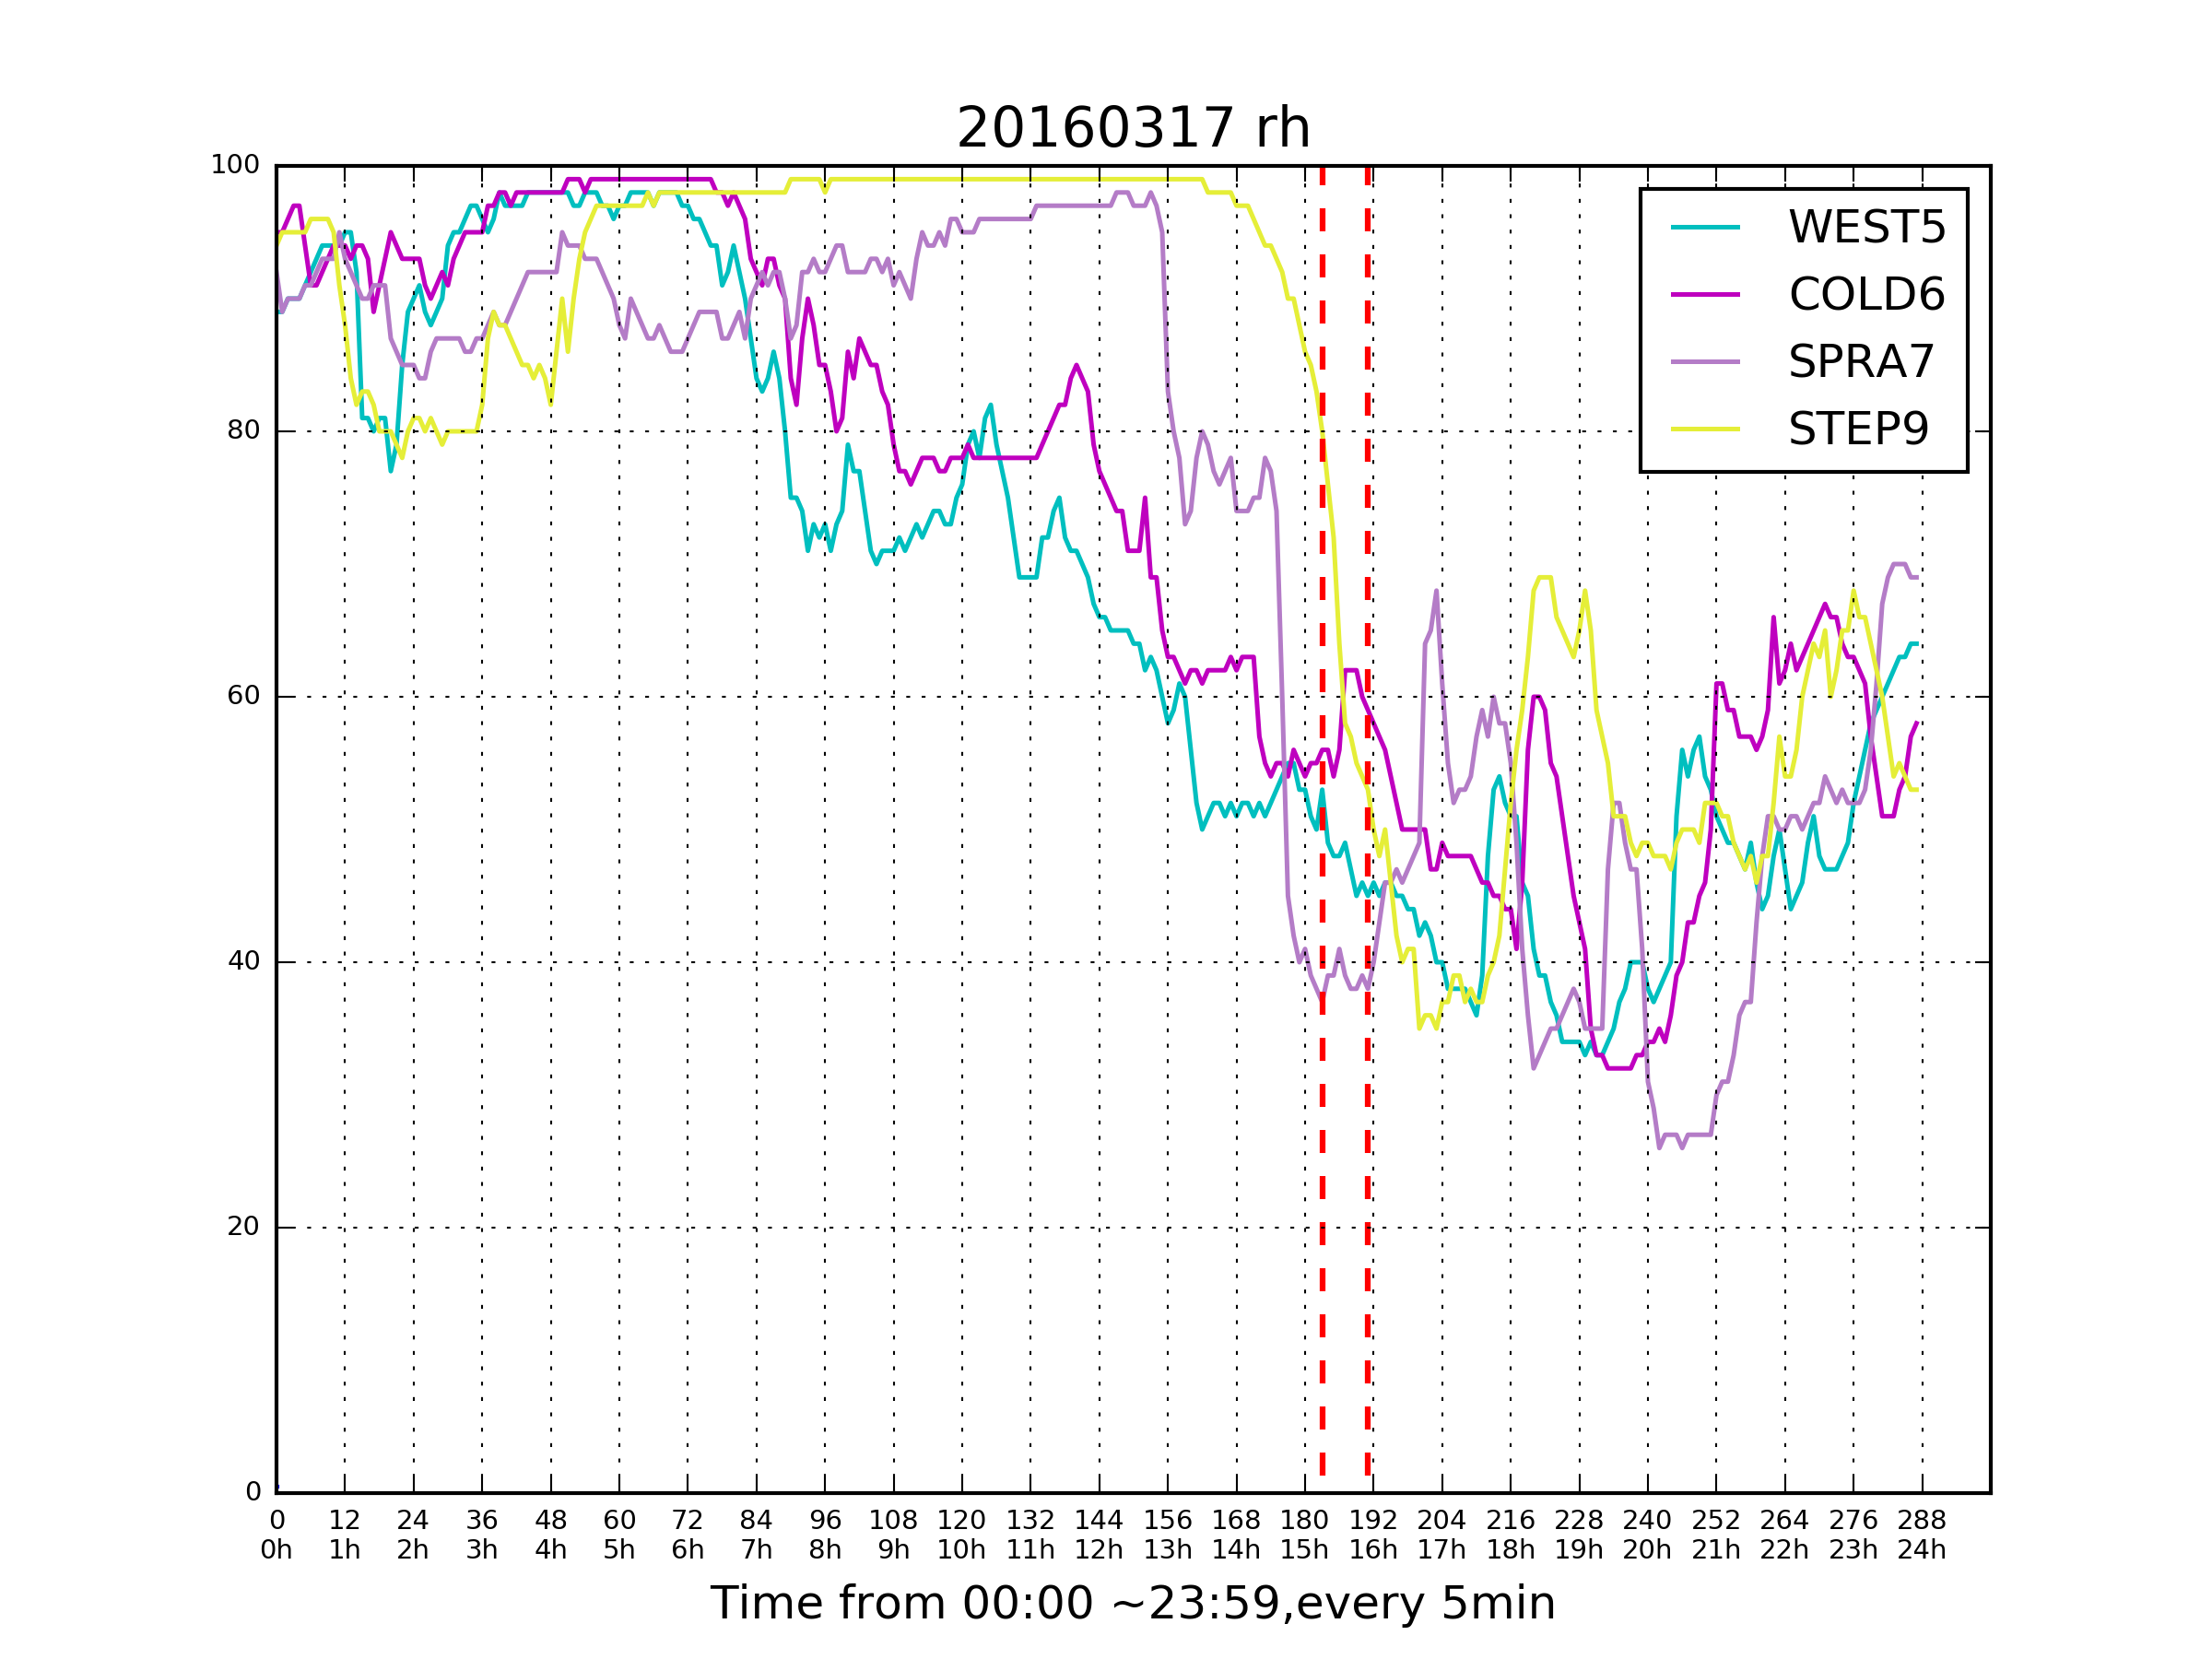 20160317 rh
100
80
60
40
20
0
WEST5
COLD6
SPRA7
STEP9
0 12 24 36 48 60 72 84 96 108 120 132 144 156 168 180 192 204 216 228 240 252 264 276 288
0h 1h 2h 3h 4h 5h 6h 7h 8h 9h 10h 11h 12h 13h 14h 15h 16h 17h 18h 19h 20h 21h 22h 23h 24h
Time from 00:00 ~23:59,every 5min